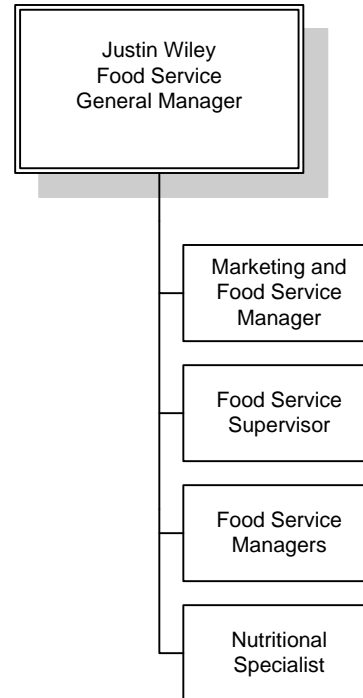 Justin Wiley
Food Service
General Manager
Marketing and
Food Service
Manager
Food Service
Supervisor
Food Service
Managers
Nutritional
Specialist